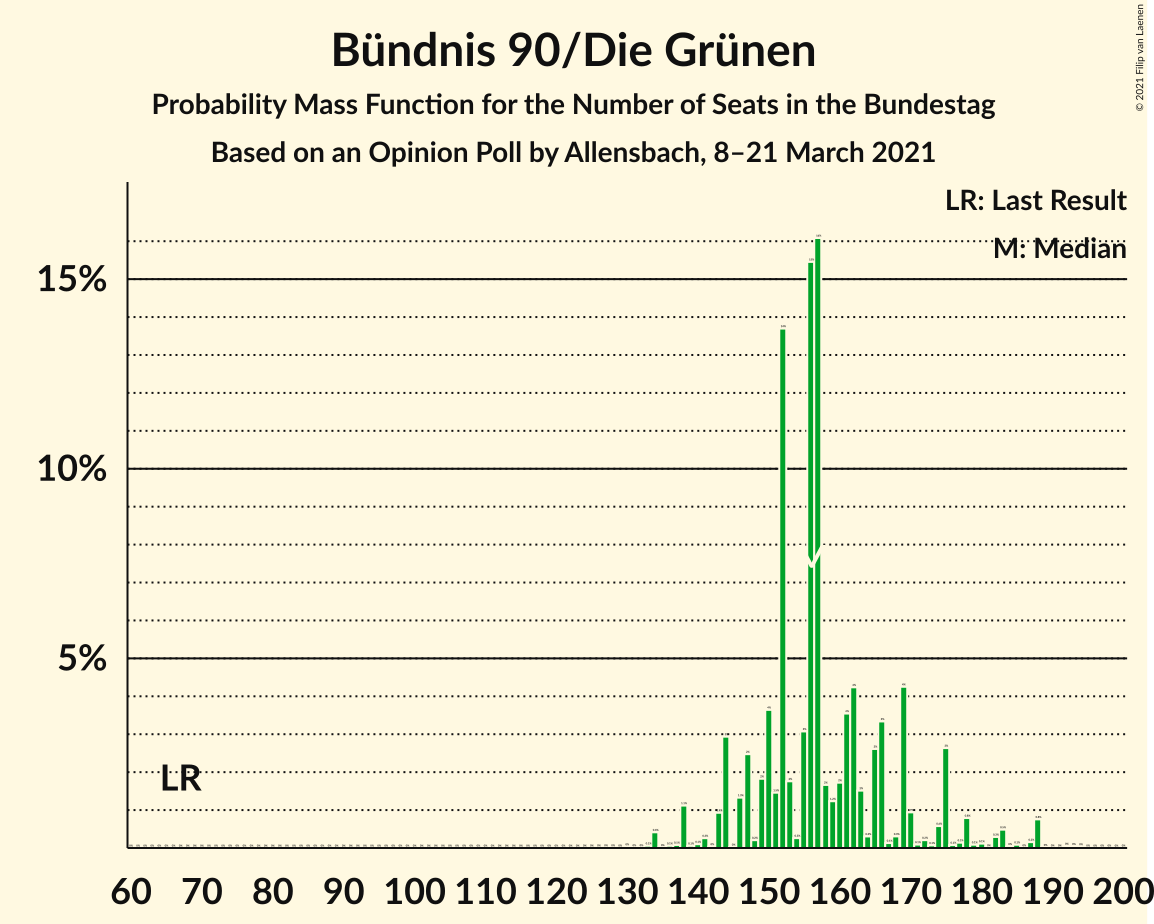 Bündnis 90/Die Grünen
Probability Mass Function for the Number of Seats in the Bundestag
Based on an Opinion Poll by Allensbach, 8–21 March 2021
© 2021 Filip van Laenen
LR: Last Result
M: Median
15%
10%
5%
LR
M
60 70 80 90 100 110 120 130 140 150 160 170 180 190 200